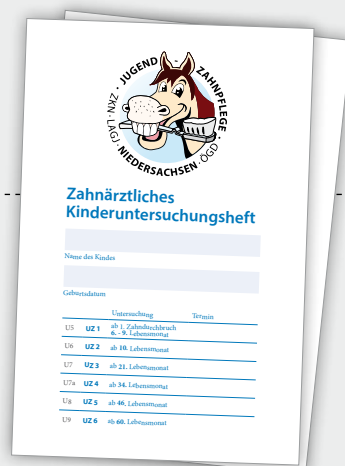 JUGEND - ZAHNPFLEGE ·
ZKN · LAGJ · NIEDERSACHSEN · ÖGD
Zahnärztliches
Kinderuntersuchungsheft
Name des Kindes
Geburtsdatum
Untersuchung Termin
U5 UZ 1 ab 1. Zahndurchbruch
6. - 9. Lebensmonat
U6 UZ 2 ab 10. Lebensmonat
U7 UZ 3 ab 21. Lebensmonat
U7a UZ 4 ab 34. Lebensmonat
U8 UZ 5 ab 46. Lebensmonat
U9 UZ 6 ab 60. Lebensmonat